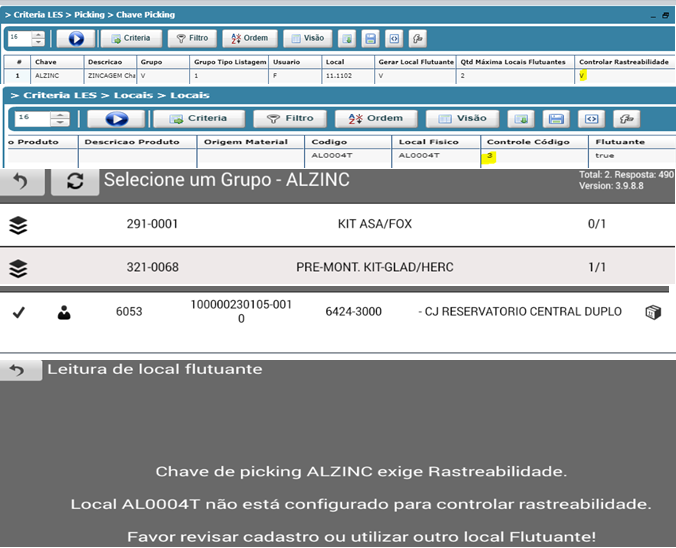 > Criteria LES > Picking > Chave Picking
16 Criteria Filtro Ordem Visão
# Chave Descricao Grupo Grupo Tipo Listagem Usuario Local Gerar Local Flutuante Qtd Máxima Locais Flutuantes Controlar Rastreabilidade
1 ALZINC ZINCAGEM Cha V 1 F 11.1102 V 2 V
> Criteria LES > Locais > Locais
16 Criteria Filtro Ordem Visão
o Produto Descricao Produto Origem Material Codigo Local Fisico Controle Código Flutuante
AL0004T AL0004T 3 true
Selecione um Grupo - ALZINC
Total: 2. Resposta: 490
Version: 3.9.8.8
291-0001 KIT ASA/FOX 0/1
321-0068 PRE-MONT. KIT-GLAD/HERC 1/1
6053 100000230105-001 6424-3000 - CJ RESERVATORIO CENTRAL DUPLO
0
Leitura de local flutuante
Chave de picking ALZINC exige Rastreabilidade.
Local AL0004T não está configurado para controlar rastreabilidade.
Favor revisar cadastro ou utilizar outro local Flutuante!